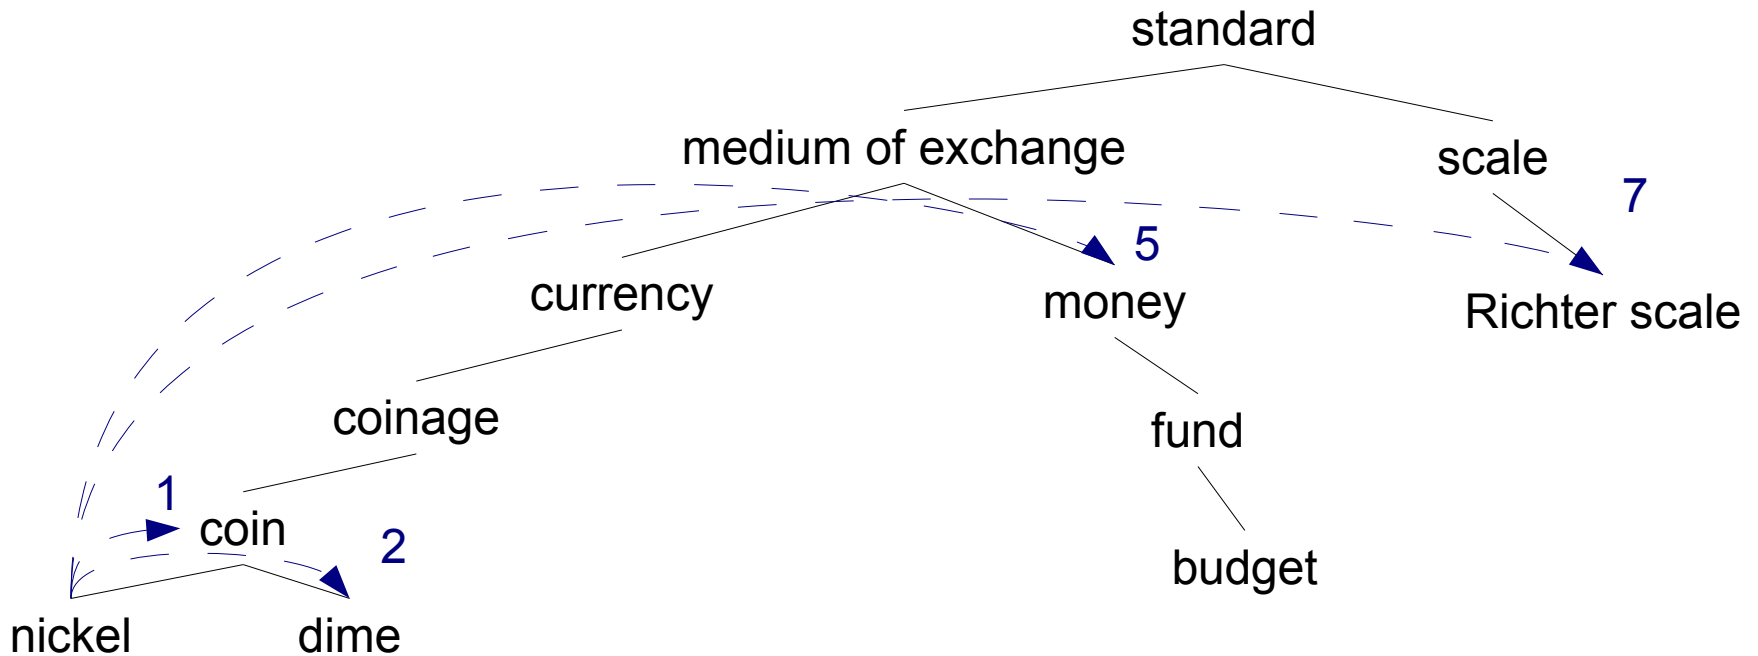 standard
medium of exchange
scale
7
5
currency
money
Richter scale
coinage
fund
1
coin
2
budget
nickel
dime